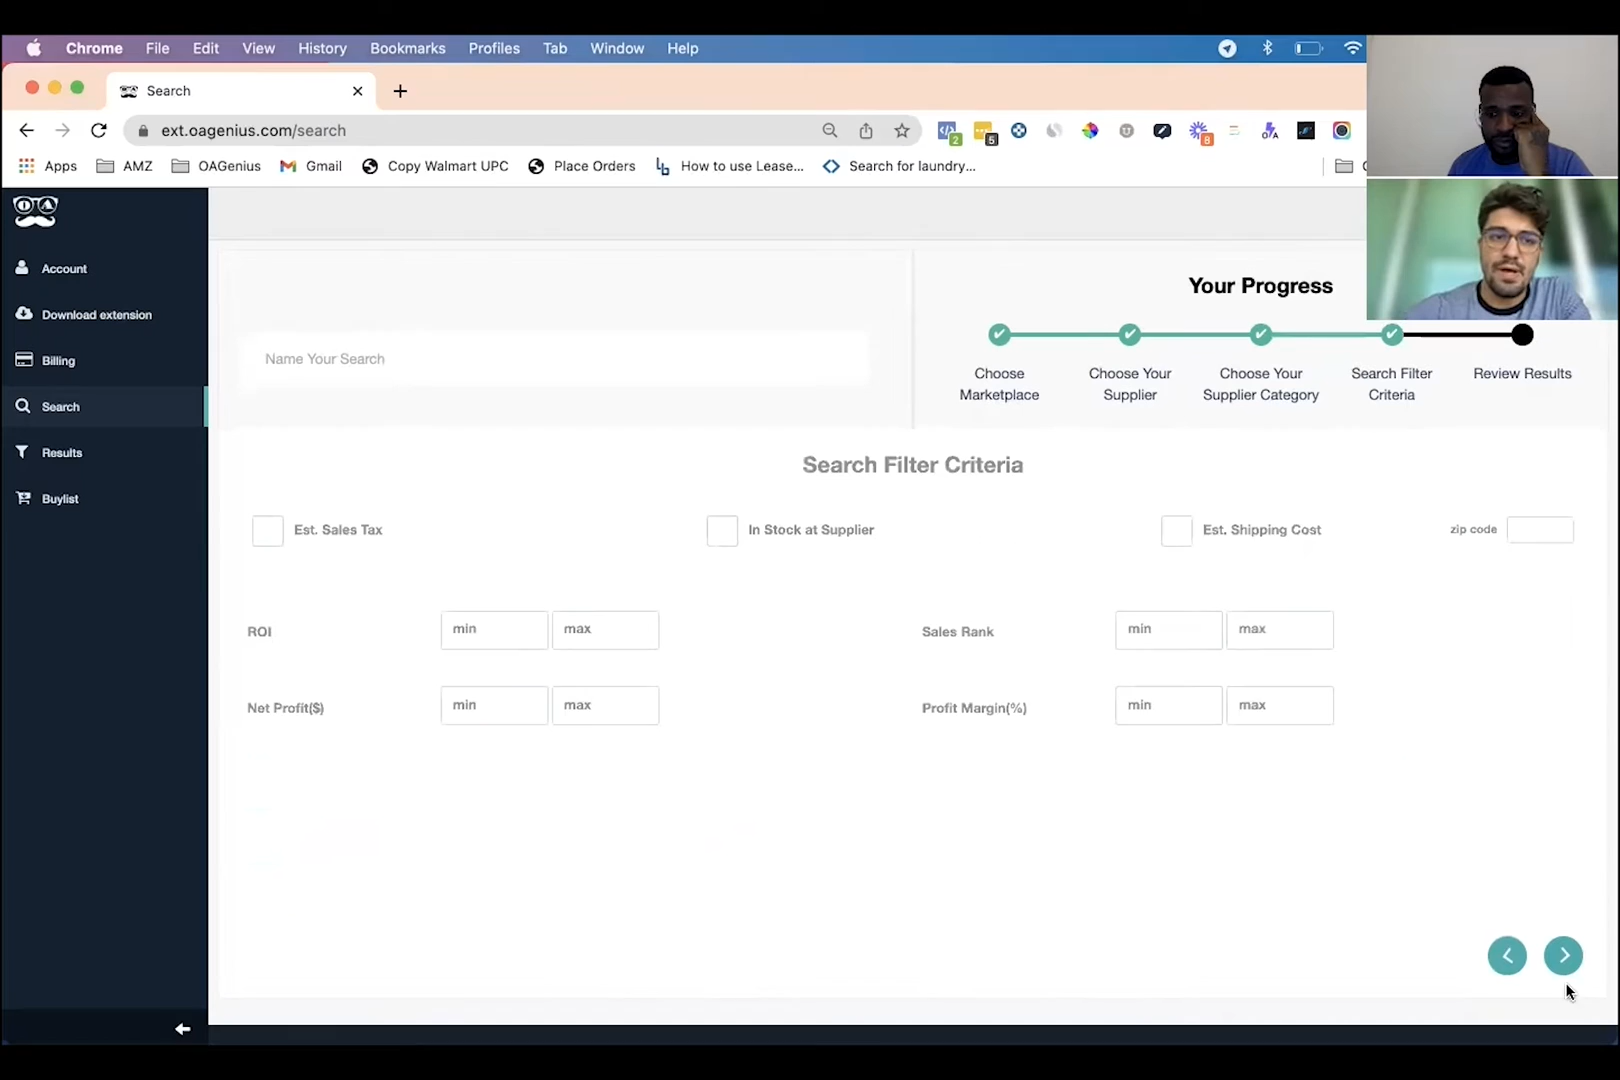 Chrome File Edit View History Bookmarks Profiles Tab Window Help
Search
ext.oagenius.com/search
2 5 8
Apps AMZ OAGenius Gmail Copy Walmart UPC Place Orders How to use Lease... Search for laundry...
OA
Account
Download extension
Billing
Search
Results
Buylist
Name Your Search
Your Progress
Choose Marketplace
Choose Your Supplier
Choose Your Supplier Category
Search Filter Criteria
Review Results
Search Filter Criteria
Est. Sales Tax In Stock at Supplier Est. Shipping Cost zip code
ROI min max Sales Rank min max
Net Profit($) min max Profit Margin(%) min max